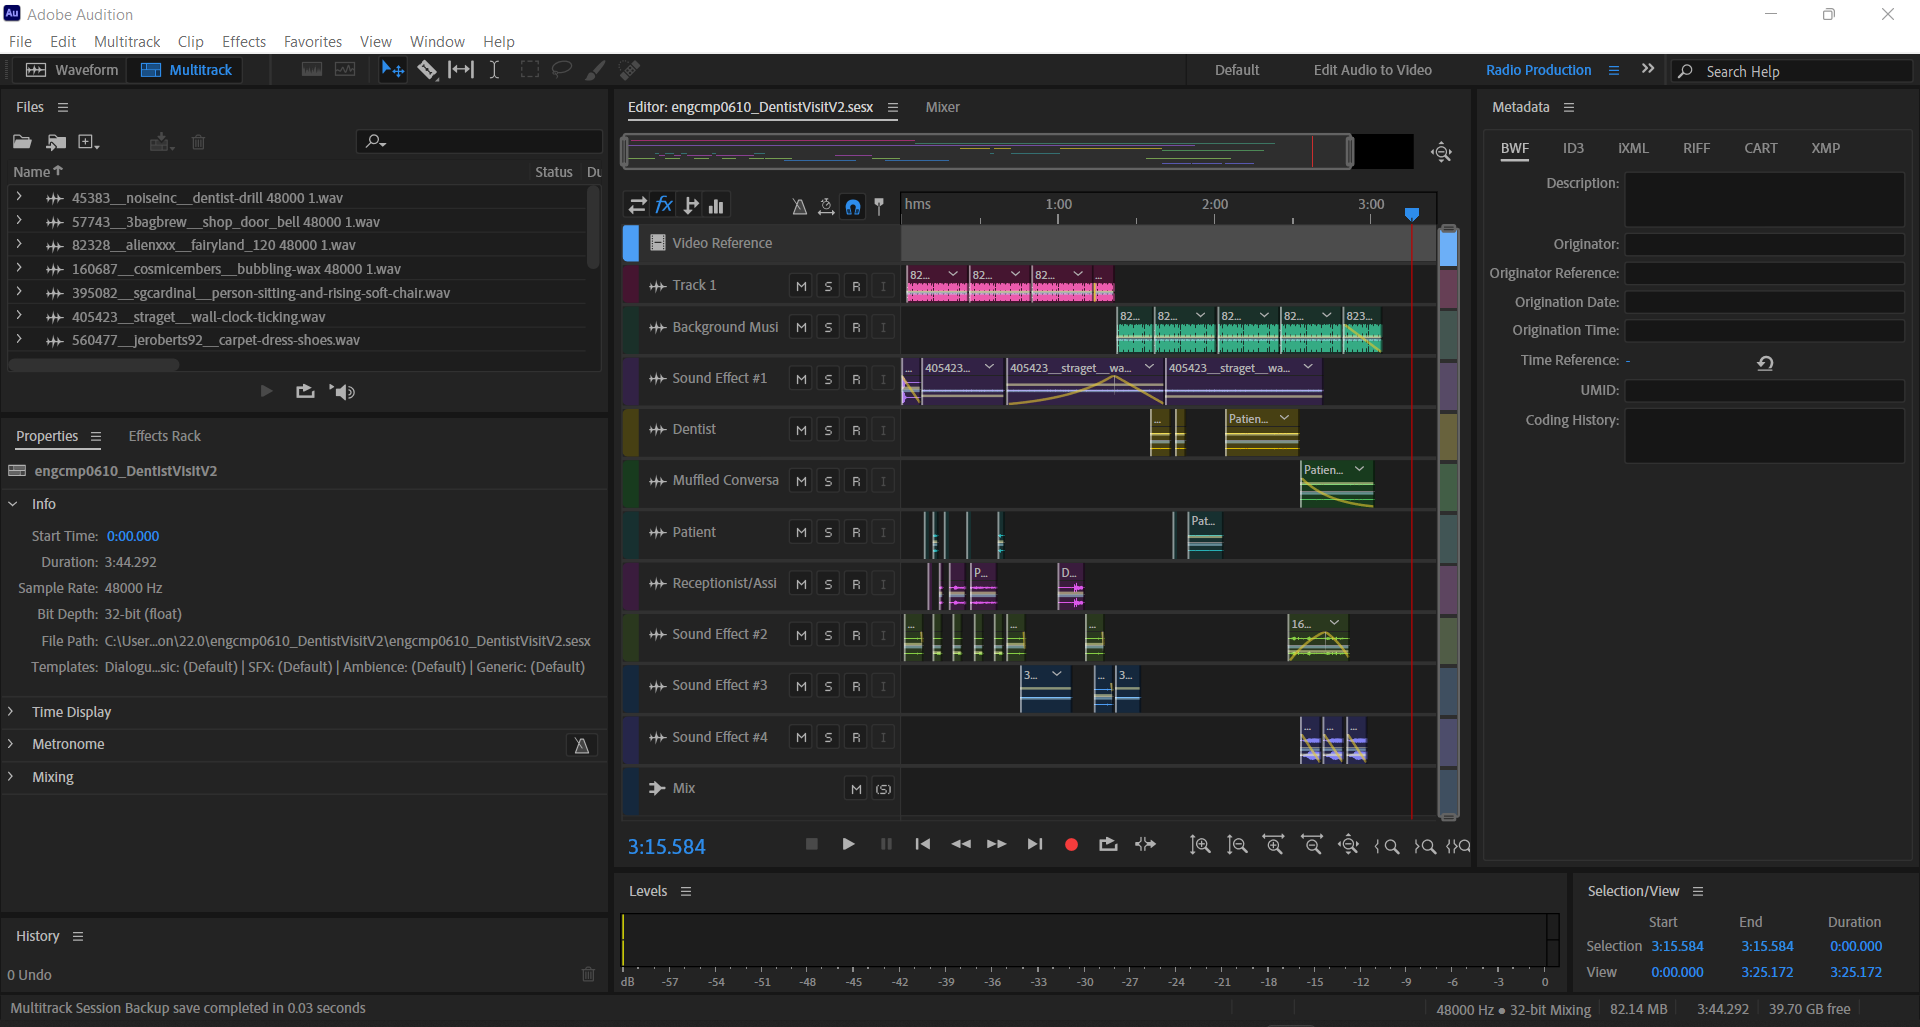 Au Adobe Audition
File Edit Multitrack Clip Effects Favorites View Window Help
Waveform Multitrack Default Edit Audio to Video Radio Production Search Help
Files
Name Status Du
45383__noiseinc__dentist-drill 48000 1.wav
57743__3bagbrew__shop_door_bell 48000 1.wav
82328__alienxxx__fairyland_120 48000 1.wav
160687__cosmicembers__bubbling-wax 48000 1.wav
395082__sgcardinal__person-sitting-and-rising-soft-chair.wav
405423__straget__wall-clock-ticking.wav
560477__jeroberts92__carpet-dress-shoes.wav
Properties Effects Rack
engcmp0610_DentistVisitV2
Info
Start Time: 0:00.000
Duration: 3:44.292
Sample Rate: 48000 Hz
Bit Depth: 32-bit (float)
File Path: C:\User...on\22.0\engcmp0610_DentistVisitV2\engcmp0610_DentistVisitV2.sesx
Templates: Dialogu...sic: (Default) | SFX: (Default) | Ambience: (Default) | Generic: (Default)
Time Display
Metronome
Mixing
History
0 Undo
Editor: engcmp0610_DentistVisitV2.sesx Mixer
fx hms 1:00 2:00 3:00
Video Reference
Track 1 M S R I 82... 82... 82... ...
Background Musi M S R I 82... 82... 82... 82... 823...
Sound Effect #1 M S R I ... 405423... 405423__straget__wa... 405423__straget__wa...
Dentist M S R I ... Patien...
Muffled Conversa M S R I Patien...
Patient M S R I Pat...
Receptionist/Assi M S R I P... D...
Sound Effect #2 M S R I ... ... ... 16...
Sound Effect #3 M S R I 3... ... 3...
Sound Effect #4 M S R I ... ... ...
Mix M (S)
3:15.584
Levels
dB -57 -54 -51 -48 -45 -42 -39 -36 -33 -30 -27 -24 -21 -18 -15 -12 -9 -6 -3 0
Metadata
BWF ID3 IXML RIFF CART XMP
Description:
Originator:
Originator Reference:
Origination Date:
Origination Time:
Time Reference: -
UMID:
Coding History:
Selection/View
Start End Duration
Selection 3:15.584 3:15.584 0:00.000
View 0:00.000 3:25.172 3:25.172
Multitrack Session Backup save completed in 0.03 seconds
48000 Hz ● 32-bit Mixing 82.14 MB 3:44.292 39.70 GB free